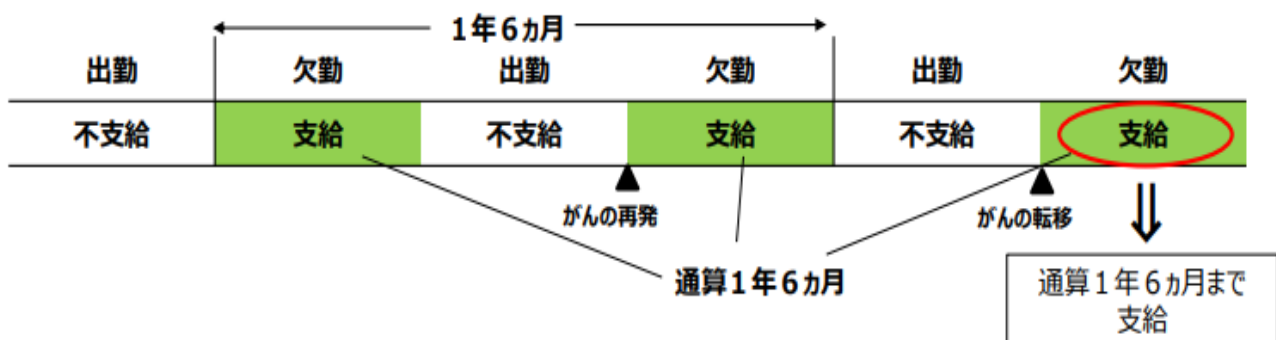 1年6ヵ月
出勤 欠勤 出勤 欠勤 出勤 欠勤
不支給 支給 不支給 支給 不支給 支給
がんの再発 がんの転移
通算1年6ヵ月
通算1年6ヵ月まで
支給